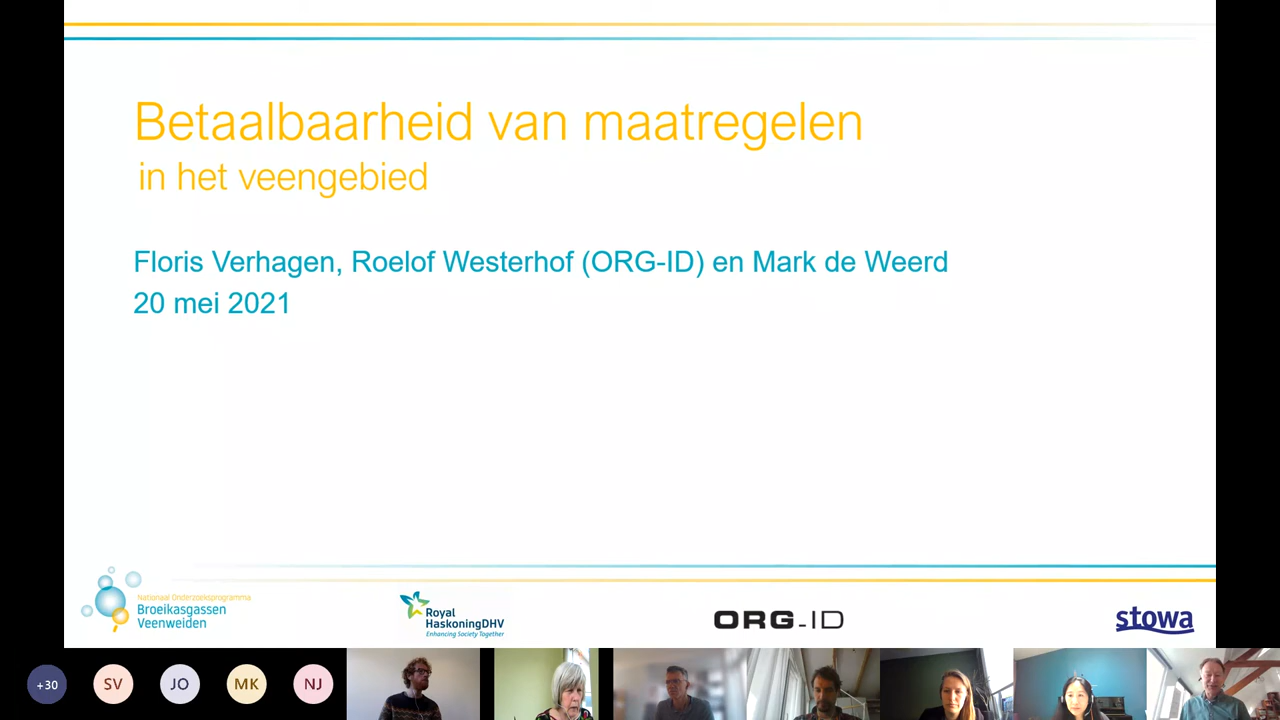 Betaalbaarheid van maatregelen
in het veengebied
Floris Verhagen, Roelof Westerhof (ORG-ID) en Mark de Weerd
20 mei 2021
Nationaal Onderzoeksprogramma
Broeikasgassen
Veenweiden
Royal
HaskoningDHV
Enhancing Society Together
ORG-ID
stowa
+30
SV
JO
MK
NJ